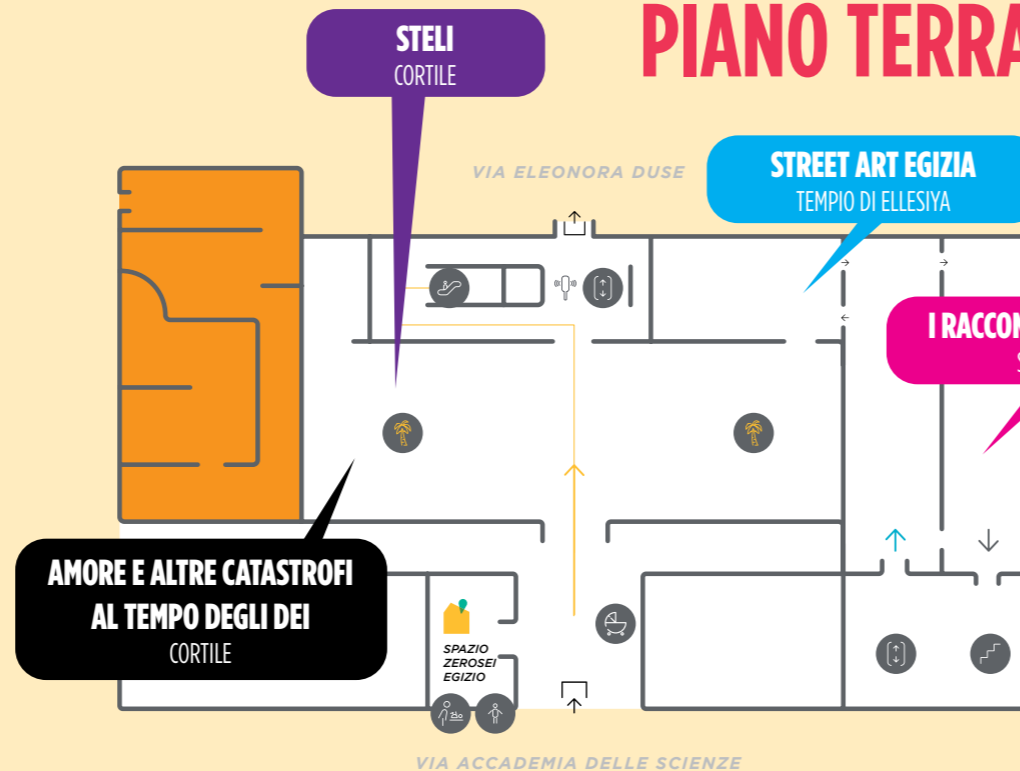 PIANO TERRA
STELI
CORTILE
VIA ELEONORA DUSE
STREET ART EGIZIA
TEMPIO DI ELLESIYA
I RACCON
S
AMORE E ALTRE CATASTROFI
AL TEMPO DEGLI DEI
CORTILE
SPAZIO
ZEROSEI
EGIZIO
VIA ACCADEMIA DELLE SCIENZE